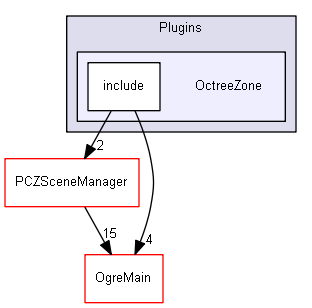 Plugins
include
OctreeZone
2
PCZSceneManager
15
4
OgreMain